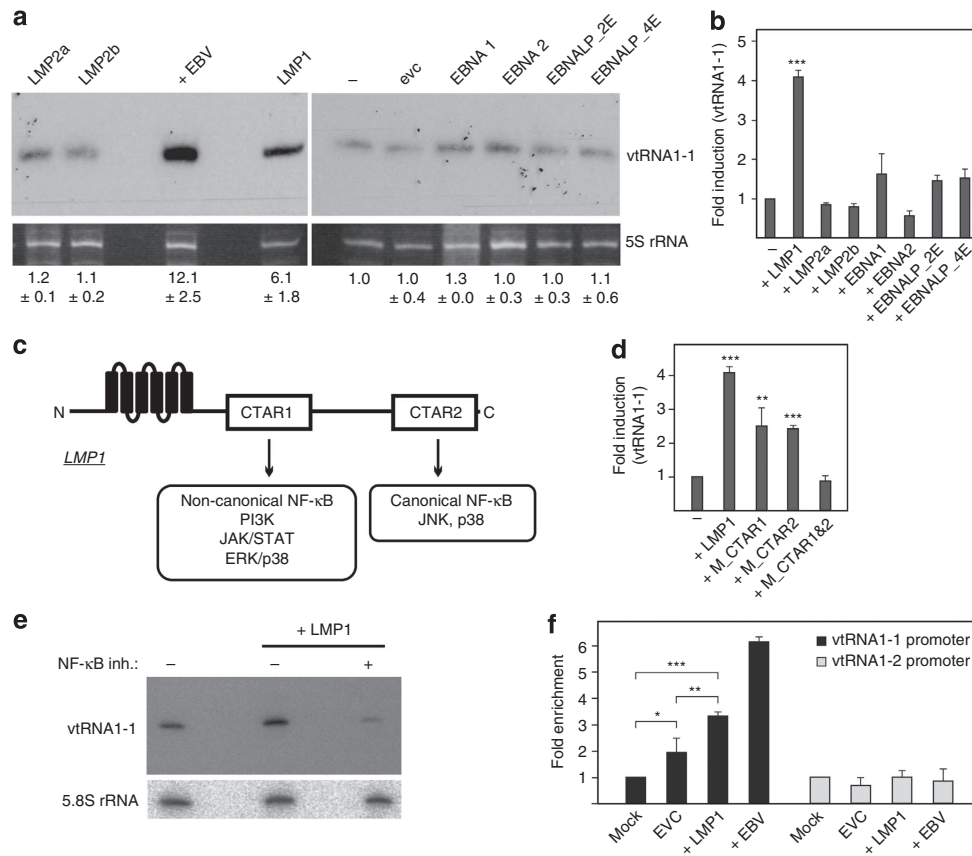 a
LMP2a
LMP2b
+ EBV
LMP1
–
evc
EBNA 1
EBNA 2
EBNALP_2E
EBNALP_4E
vtRNA1-1
5S rRNA
1.2 1.1 12.1 6.1 1.0 1.0 1.3 1.0 1.0 1.1
± 0.1 ± 0.2 ± 2.5 ± 1.8 ± 0.4 ± 0.0 ± 0.3 ± 0.3 ± 0.6
b
Fold induction (vtRNA1-1)
5
4
3
2
1
***
–
+ LMP1
+ LMP2a
+ LMP2b
+ EBNA1
+ EBNA2
+ EBNALP_2E
+ EBNALP_4E
c
N
CTAR1
CTAR2
C
LMP1
Non-canonical NF-κB
PI3K
JAK/STAT
ERK/p38
Canonical NF-κB
JNK, p38
d
Fold induction
(vtRNA1-1)
4
3
2
1
***
**
***
–
+ LMP1
+ M_CTAR1
+ M_CTAR2
+ M_CTAR1&2
e
+ LMP1
NF-κB inh.: – – +
vtRNA1-1
5.8S rRNA
f
Fold enrichment
6
5
4
3
2
1
***
**
*
vtRNA1-1 promoter
vtRNA1-2 promoter
Mock
EVC
+ LMP1
+ EBV
Mock
EVC
+ LMP1
+ EBV